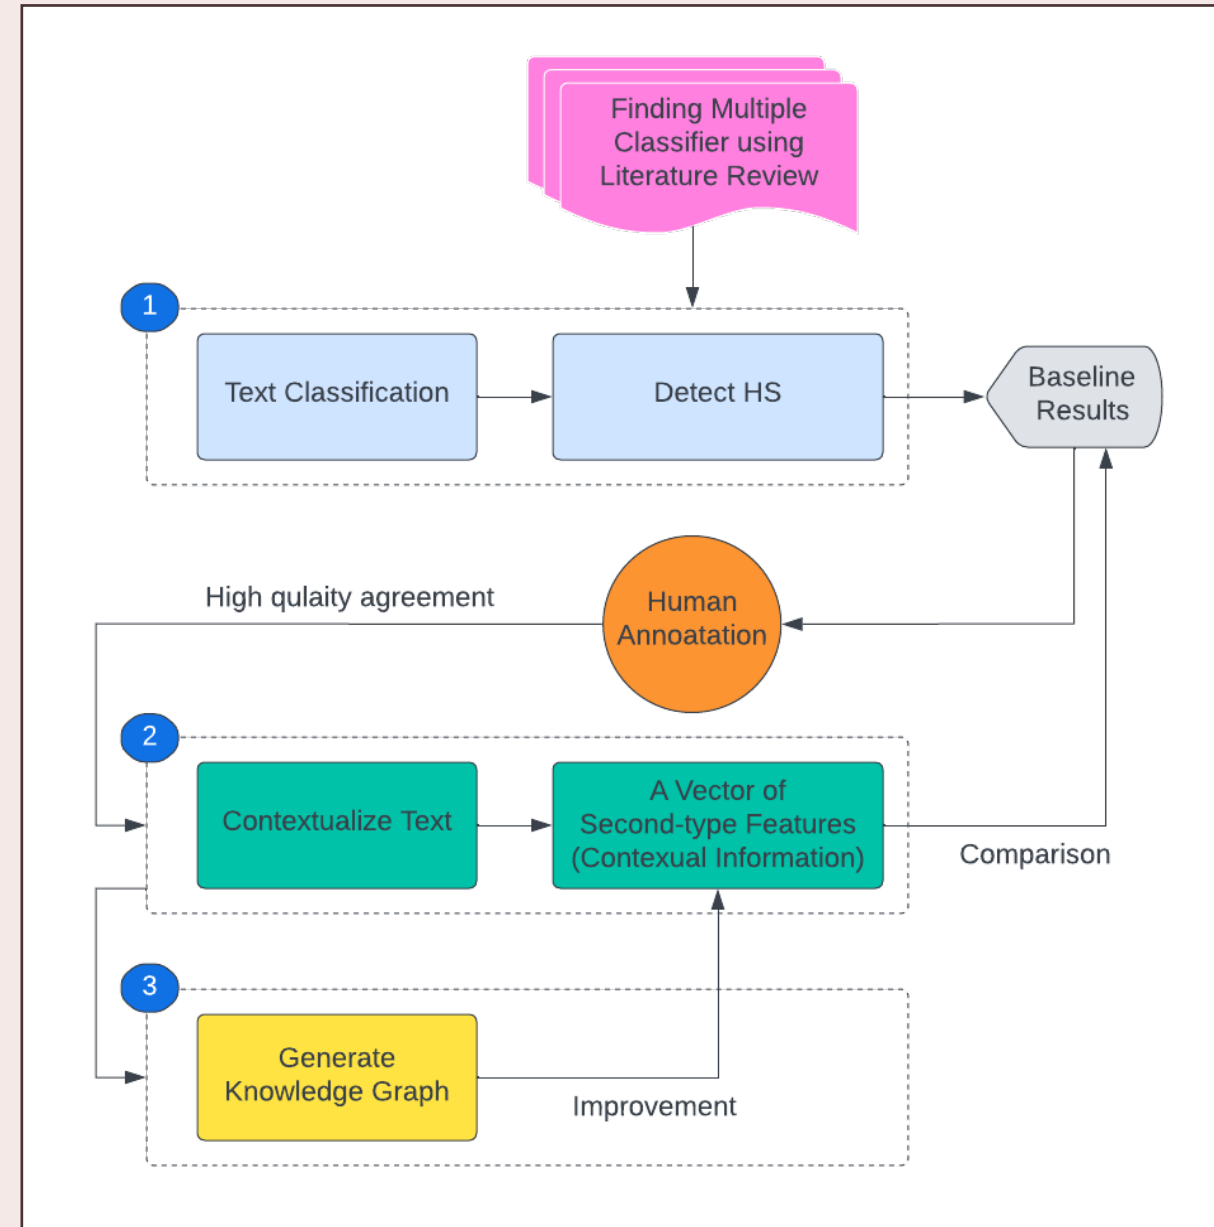 Finding Multiple
Classifier using
Literature Review
1
Text Classification
Detect HS
Baseline
Results
High qulaity agreement
Human
Annoatation
2
Contextualize Text
A Vector of
Second-type Features
(Contexual Information)
Comparison
3
Generate
Knowledge Graph
Improvement